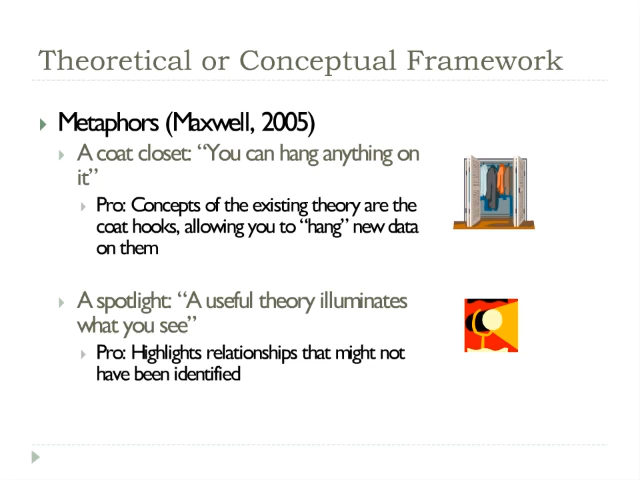 Theoretical or Conceptual Framework
Metaphors (Maxwell, 2005)
A coat closet: “You can hang anything on
it”
Pro: Concepts of the existing theory are the
coat hooks, allowing you to “hang” new data
on them
A spotlight: “A useful theory illuminates
what you see”
Pro: Highlights relationships that might not
have been identified